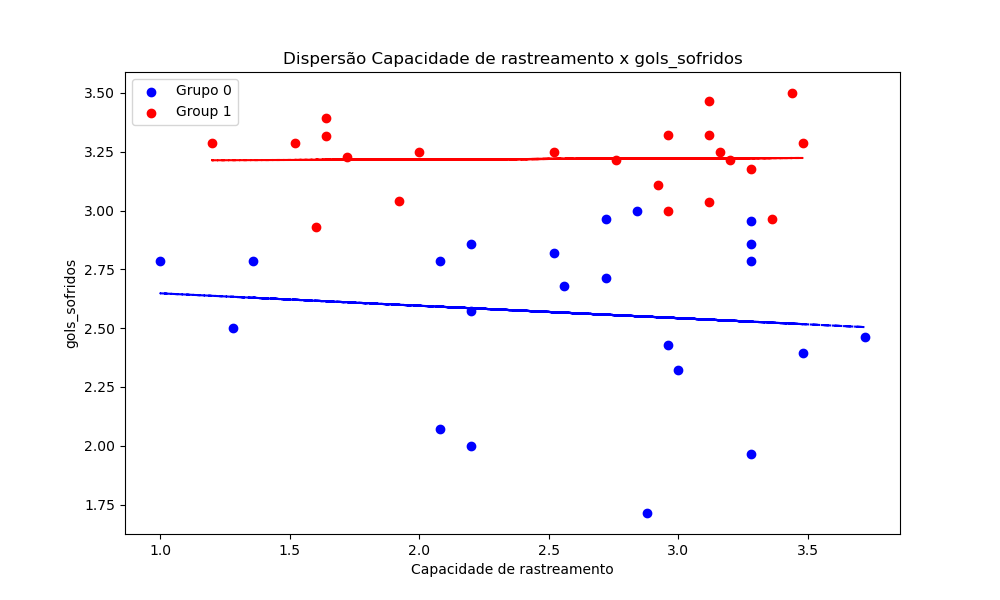 Dispersão Capacidade de rastreamento x gols_sofridos
Grupo 0
Group 1
gols_sofridos
3.50
3.25
3.00
2.75
2.50
2.25
2.00
1.75
1.0
1.5
2.0
2.5
3.0
3.5
Capacidade de rastreamento